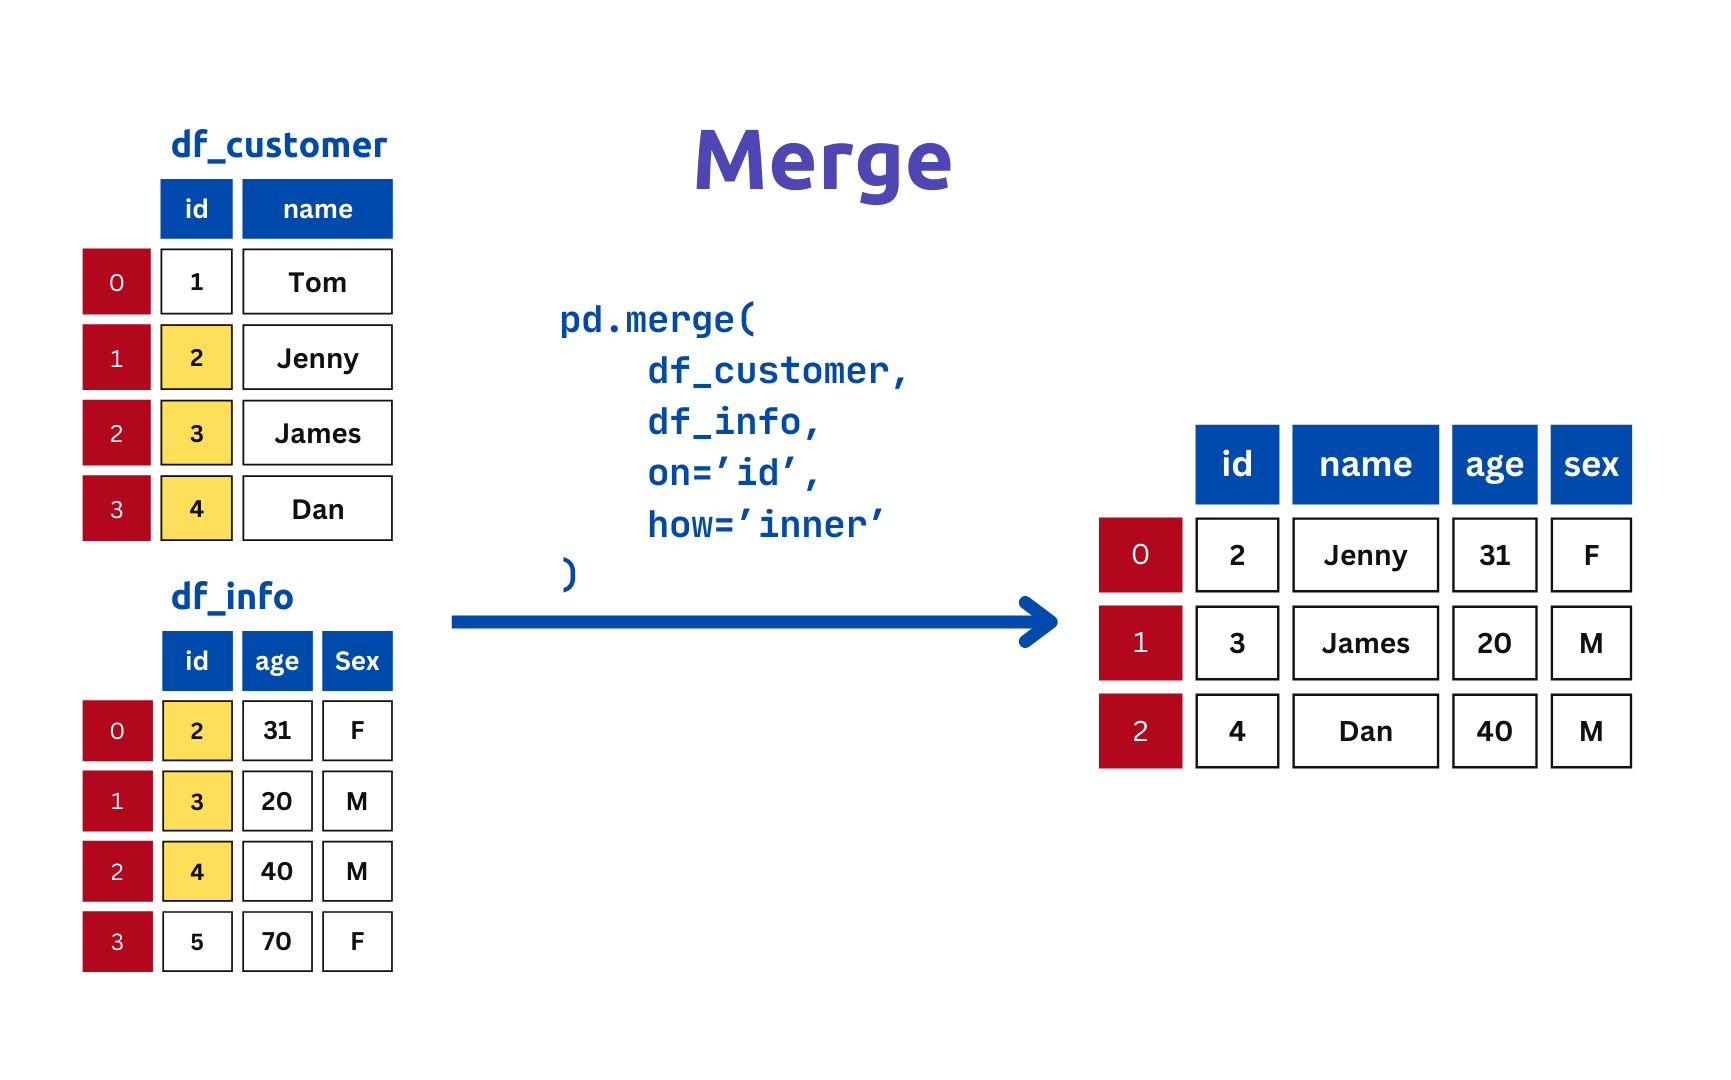 Merge
df_customer
id name
0 1 Tom
1 2 Jenny
2 3 James
3 4 Dan
df_info
id age Sex
0 2 31 F
1 3 20 M
2 4 40 M
3 5 70 F
pd.merge(
df_customer,
df_info,
on=’id’,
how=’inner’
)
id name age sex
0 2 Jenny 31 F
1 3 James 20 M
2 4 Dan 40 M